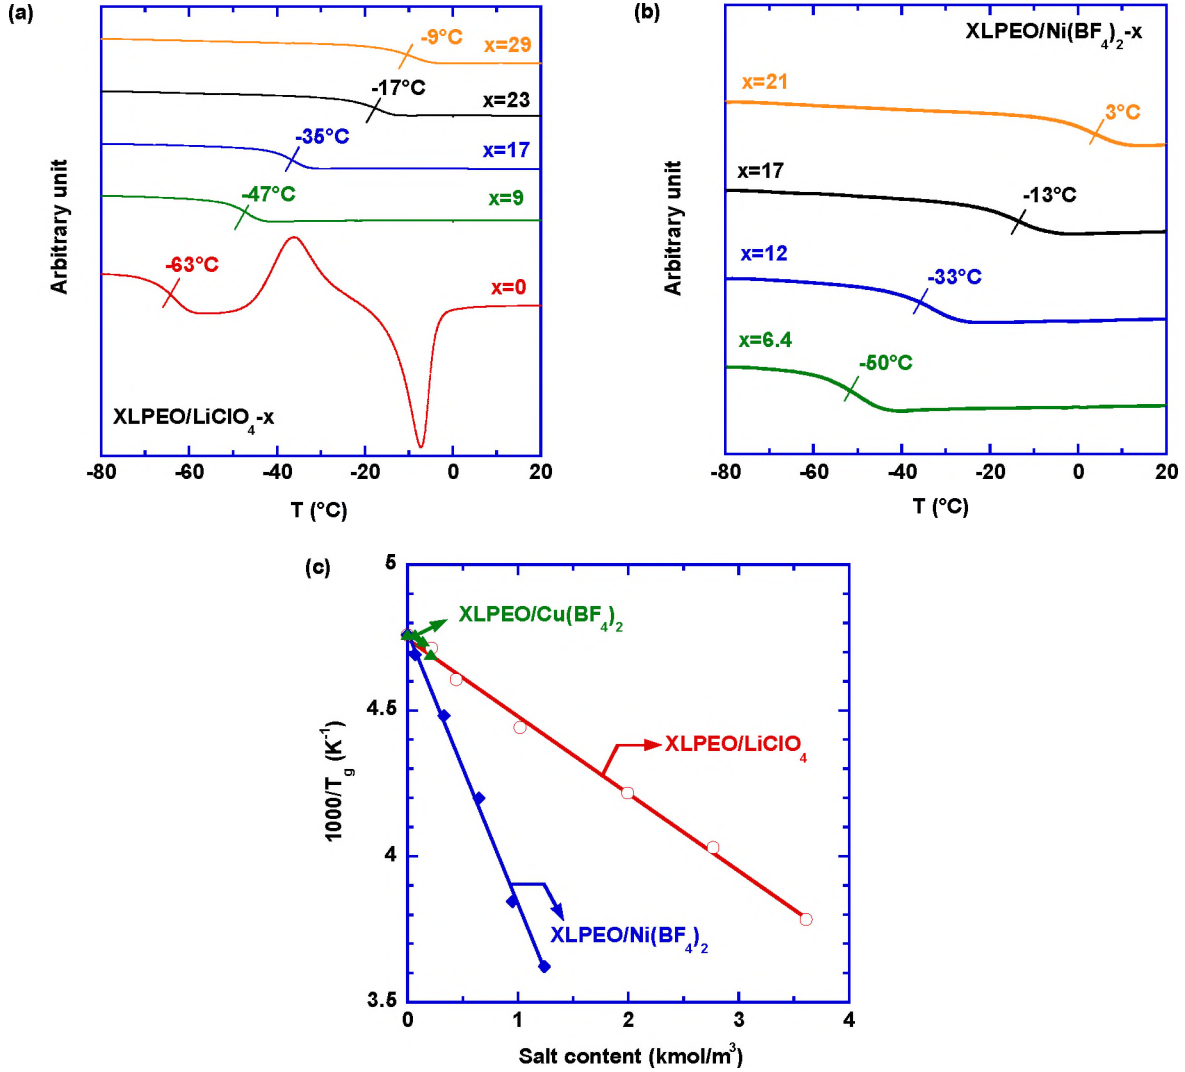 (a)
-9°C
x=29
-17°C
x=23
-35°C
x=17
-47°C
x=9
-63°C
x=0
XLPEO/LiClO₄-x
Arbitrary unit
-80 -60 -40 -20 0 20
T (°C)
(b)
XLPEO/Ni(BF₄)₂-x
x=21
3°C
x=17
-13°C
x=12
-33°C
x=6.4
-50°C
Arbitrary unit
-80 -60 -40 -20 0 20
T (°C)
(c)
5
4.5
4
3.5
1000/T_g (K⁻¹)
XLPEO/Cu(BF₄)₂
XLPEO/LiClO₄
XLPEO/Ni(BF₄)₂
0 1 2 3 4
Salt content (kmol/m³)